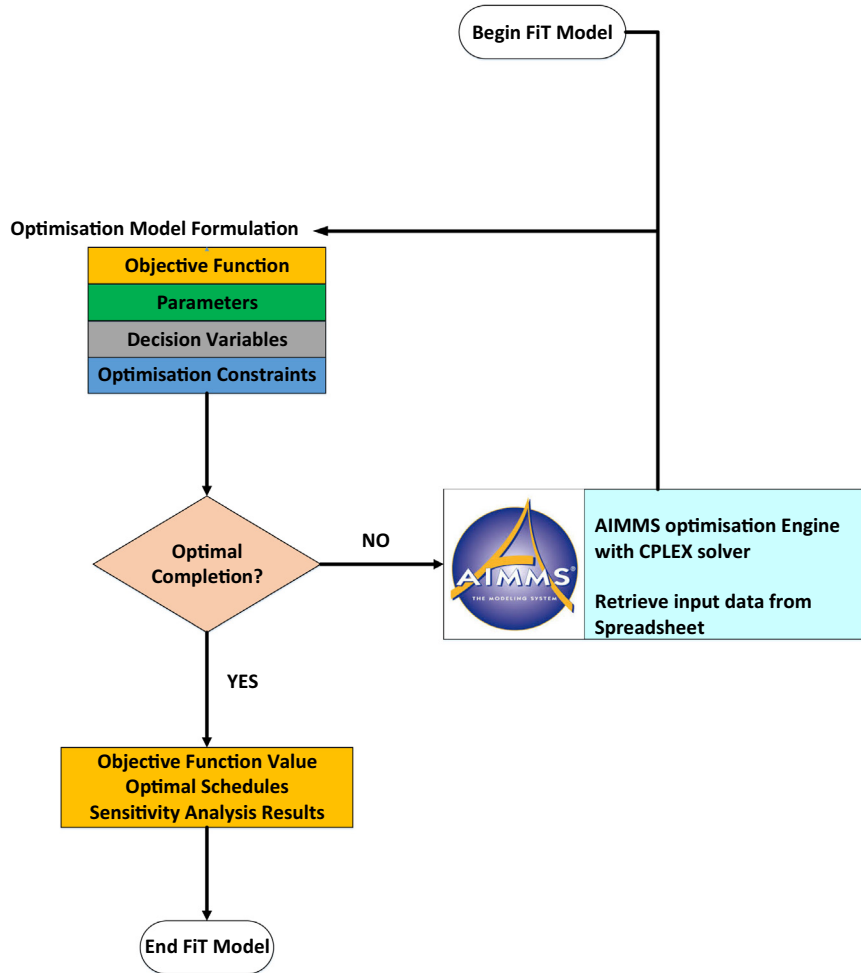 Begin FiT Model
Optimisation Model Formulation
Objective Function
Parameters
Decision Variables
Optimisation Constraints
Optimal
Completion?
NO
AIMMS®
THE MODELING SYSTEM
AIMMS optimisation Engine
with CPLEX solver
Retrieve input data from
Spreadsheet
YES
Objective Function Value
Optimal Schedules
Sensitivity Analysis Results
End FiT Model